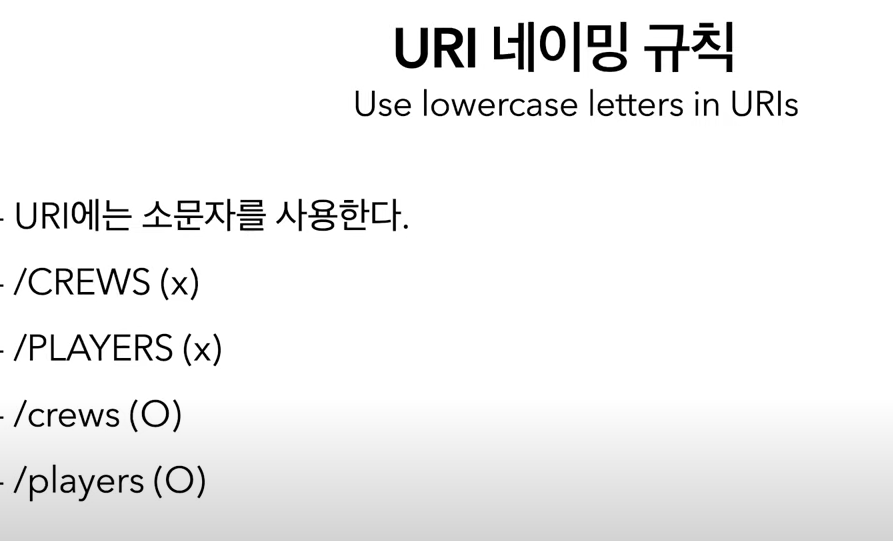 URI 네이밍 규칙
Use lowercase letters in URIs
- URI에는 소문자를 사용한다.
- /CREWS (x)
- /PLAYERS (x)
- /crews (O)
- /players (O)